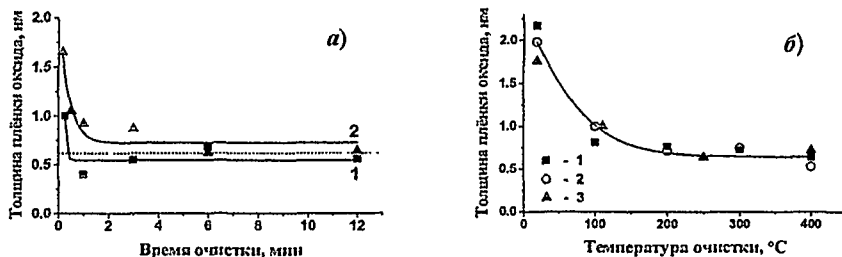 Толщина плёнки оксида, нм
2.0
1.5
1.0
0.5
0.0
а)
2
1
0 2 4 6 8 10 12
Время очистки, мин
Толщина плёнки оксида, нм
2.0
1.5
1.0
0.5
0.0
б)
- 1
- 2
- 3
0 100 200 300 400
Температура очистки, °C